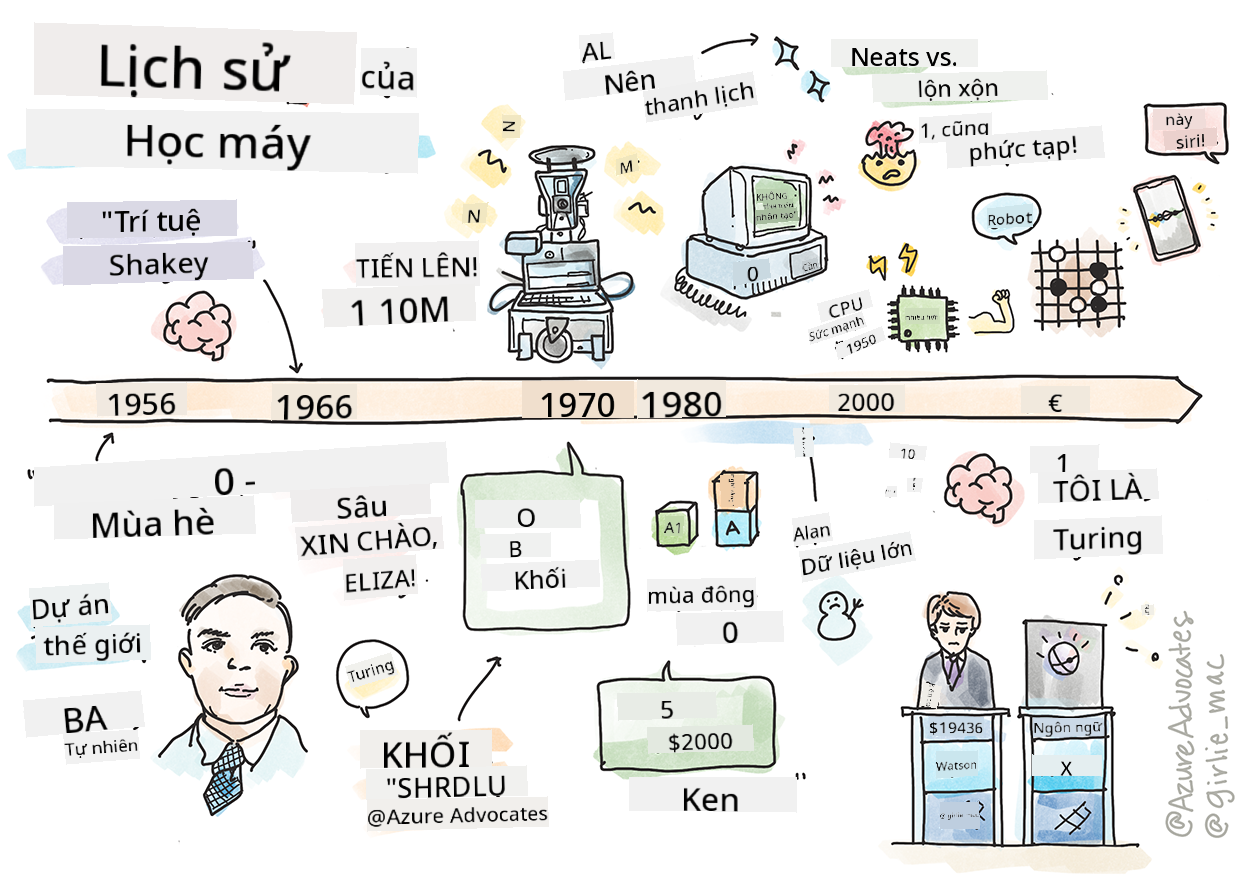 Lịch sử
của
Học máy
"Trí tuệ
Shakey
"
TIẾN LÊN!
1 10M
N
N
M
AL
Nên
thanh lịch
Neats vs.
lộn xộn
1, cũng
phức tạp!
này
siri!
Robot
KHÔNG
nhân tạo"
0
Cần
CPU
Sức mạnh
1950
nhiều hơn
1956
1966
1970
1980
2000
€
"
0 -
Mùa hè
Sâu
XIN CHÀO,
ELIZA!
Dự án
thế giới
BA
Tự nhiên
Turing
KHỐI
"SHRDLU
@Azure Advocates
O
B
Khối
A1
A
mùa đông
0
5
$2000
Ken
"
Alan
Dữ liệu lớn
10
1
TÔI LÀ
Turing
$19436
Watson
Ngôn ngữ
X
@AzureAdvocates
@girlie_mac